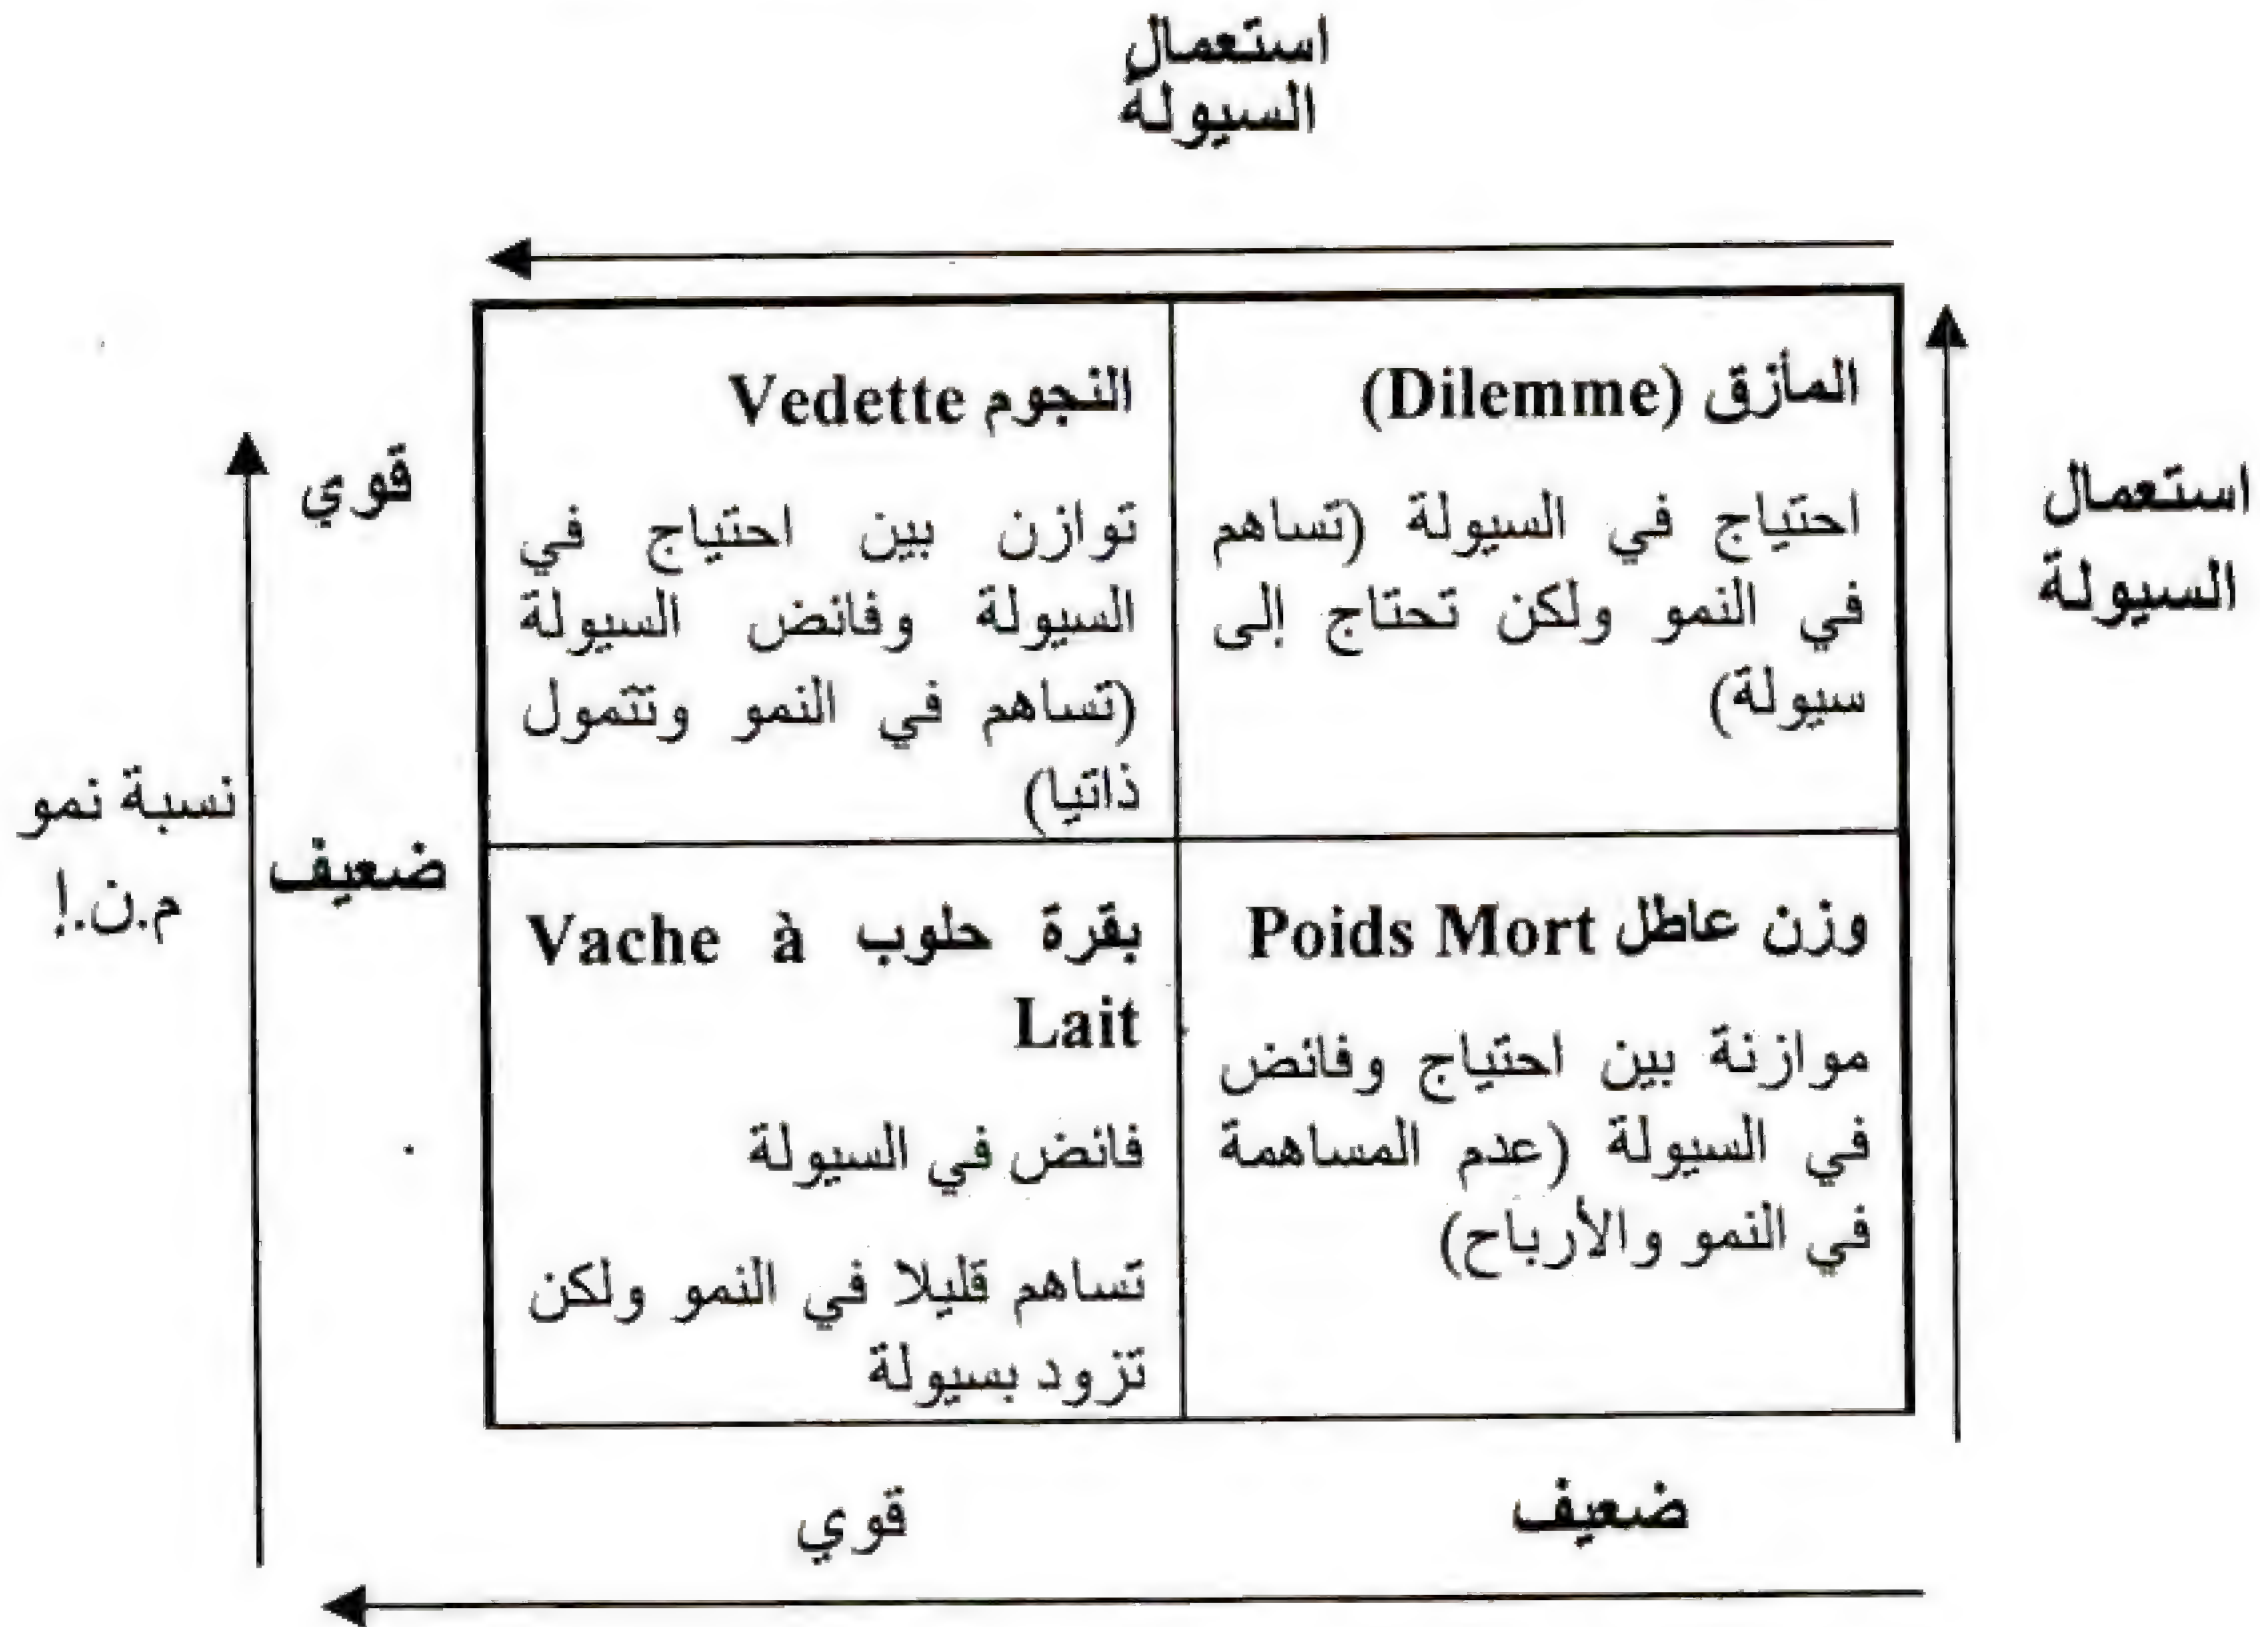 استعمال
السيولة
المأزق (Dilemme)
احتياج في السيولة (تساهم
في النمو ولكن تحتاج إلى
سيولة)
النجوم Vedette
توازن بين احتياج في
السيولة وفائض السيولة
(تساهم في النمو وتتمول
ذاتيا)
استعمال
السيولة
قوي
ضعيف
نسبة نمو
م.ن.إ
وزن عاطل Poids Mort
موازنة بين احتياج وفائض
في السيولة (عدم المساهمة
في النمو والأرباح)
بقرة حلوب Vache à
Lait
فائض في السيولة
تساهم قليلا في النمو ولكن
تزود بسيولة
ضعيف
قوي